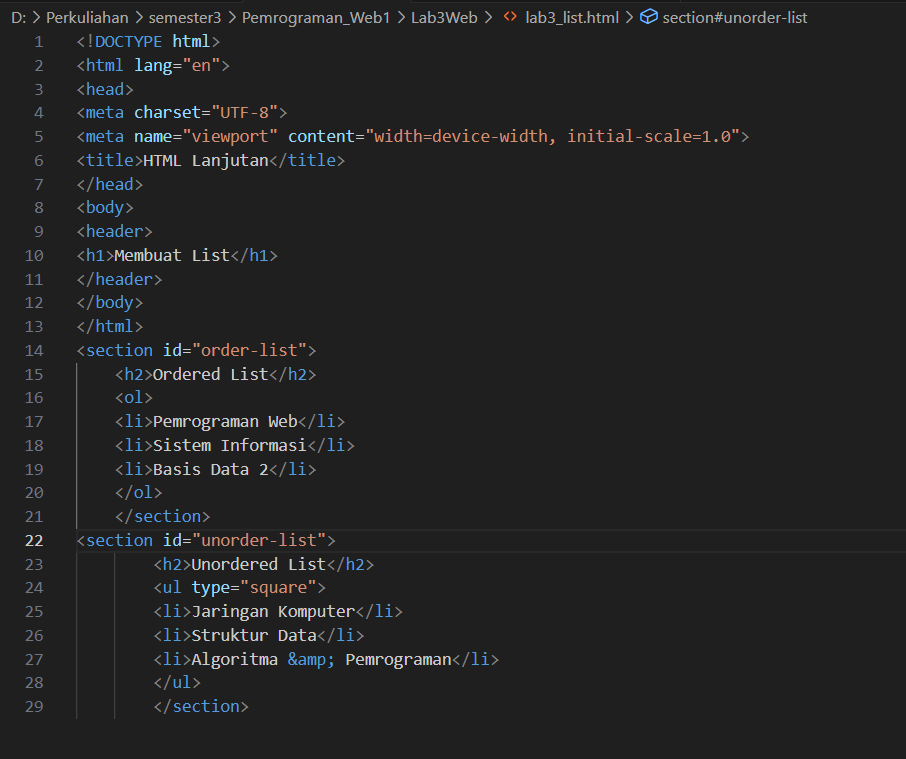 D: > Perkuliahan > semester3 > Pemrograman_Web1 > Lab3Web > <> lab3_list.html > section#unorder-list
1 <!DOCTYPE html>
2 <html lang="en">
3 <head>
4 <meta charset="UTF-8">
5 <meta name="viewport" content="width=device-width, initial-scale=1.0">
6 <title>HTML Lanjutan</title>
7 </head>
8 <body>
9 <header>
10 <h1>Membuat List</h1>
11 </header>
12 </body>
13 </html>
14 <section id="order-list">
15 <h2>Ordered List</h2>
16 <ol>
17 <li>Pemrograman Web</li>
18 <li>Sistem Informasi</li>
19 <li>Basis Data 2</li>
20 </ol>
21 </section>
22 <section id="unorder-list">
23 <h2>Unordered List</h2>
24 <ul type="square">
25 <li>Jaringan Komputer</li>
26 <li>Struktur Data</li>
27 <li>Algoritma &amp; Pemrograman</li>
28 </ul>
29 </section>